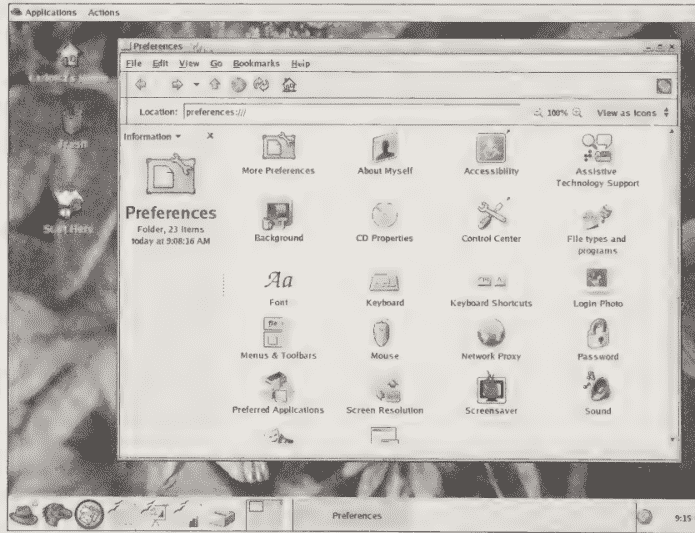 Applications Actions
Preferences
File Edit View Go Bookmarks Help
Location: preferences:/// 100% View as Icons
Information x
More Preferences About Myself Accessibility Assistive
Technology Support
Preferences
Folder, 23 items
today at 9:08:16 AM
Background CD Properties Control Center File types and
programs
Aa
Font Keyboard Keyboard Shortcuts Login Photo
file
Menus & Toolbars Mouse Network Proxy Password
Preferred Applications Screen Resolution Screensaver Sound
Trash
Start Here
Preferences
9:15